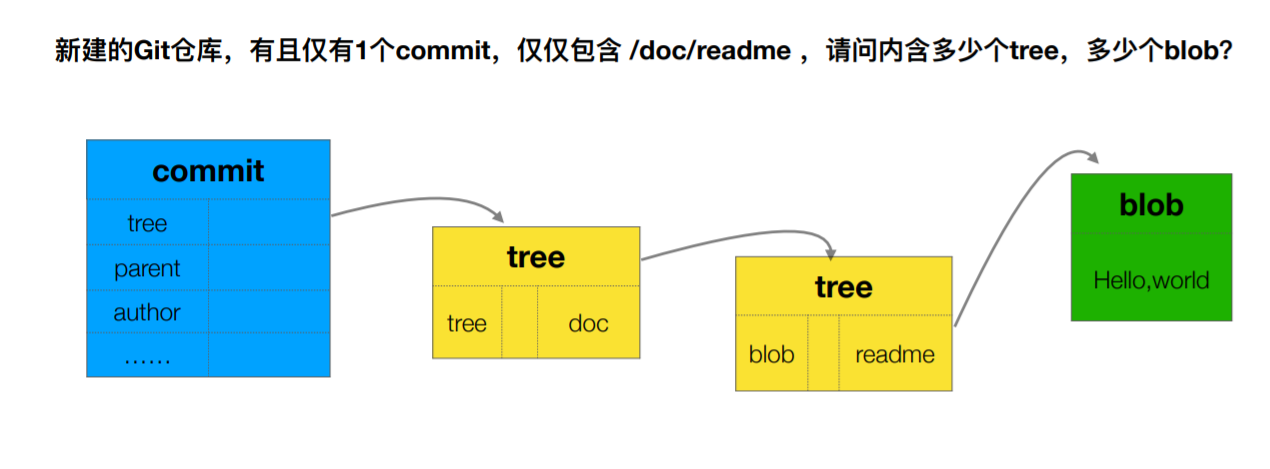 新建的Git仓库，有且仅有1个commit，仅仅包含 /doc/readme ，请问内含多少个tree，多少个blob?
commit
tree
parent
author
……
tree
tree doc
tree
blob readme
blob
Hello,world